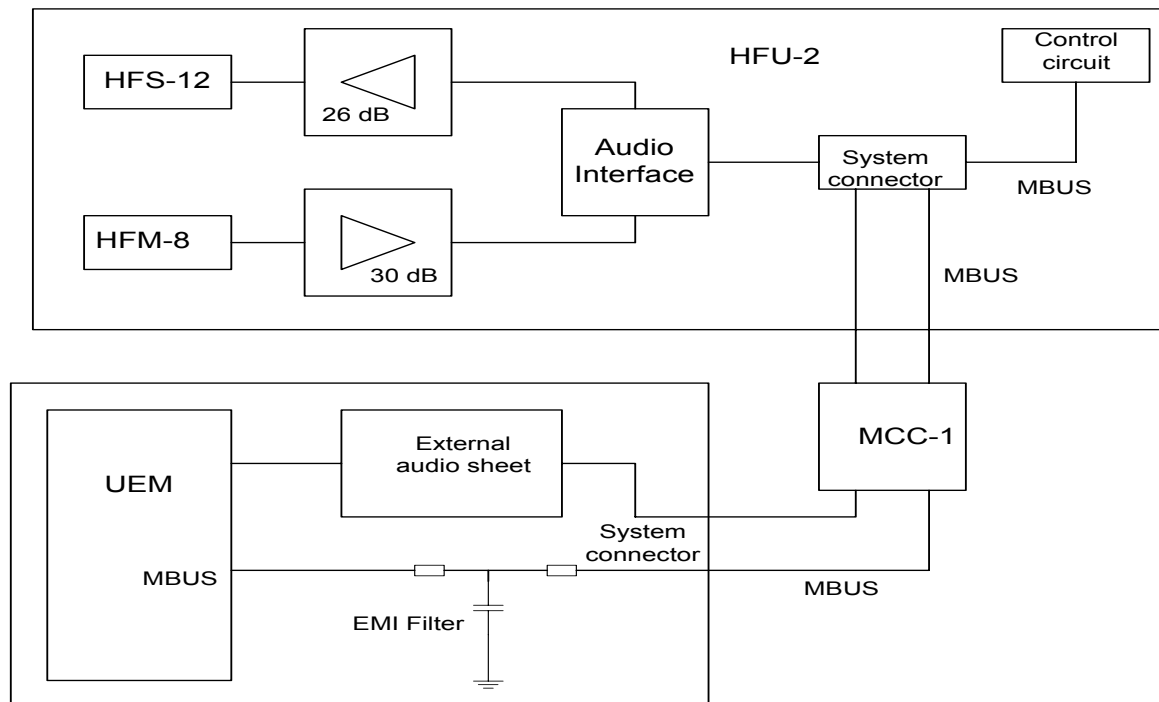 HFS-12
26 dB
HFU-2
Control
circuit
Audio
Interface
System
connector
MBUS
HFM-8
30 dB
MBUS
MCC-1
External
audio sheet
UEM
System
connector
MBUS
MBUS
EMI Filter